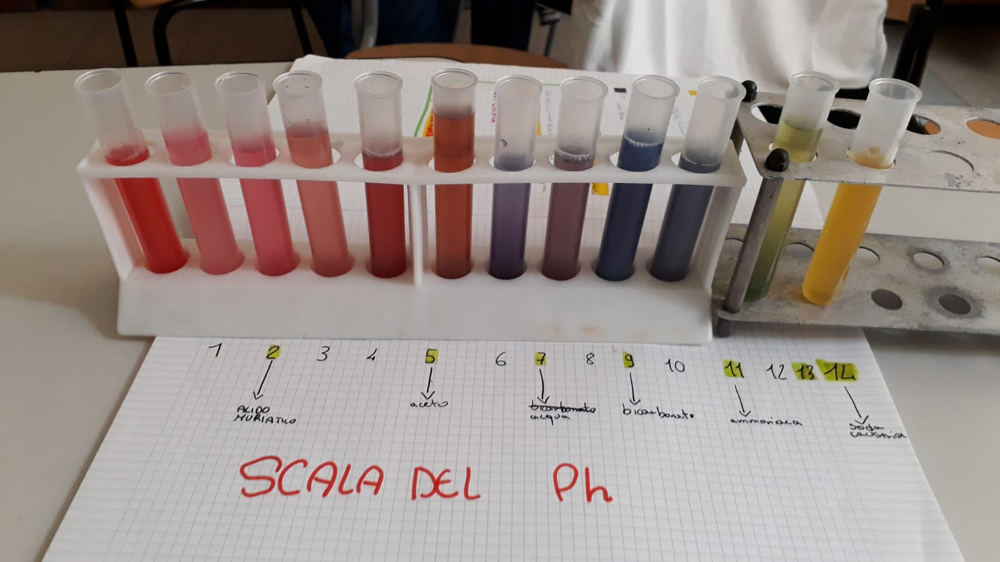 1 2 3 4 5 6 7 8 9 10 11 12 13 14
ACIDO
MURIATICO
aceto
bicarbonato
acqua
bicarbonato
ammoniaca
soda
caustica
SCALA DEL Ph